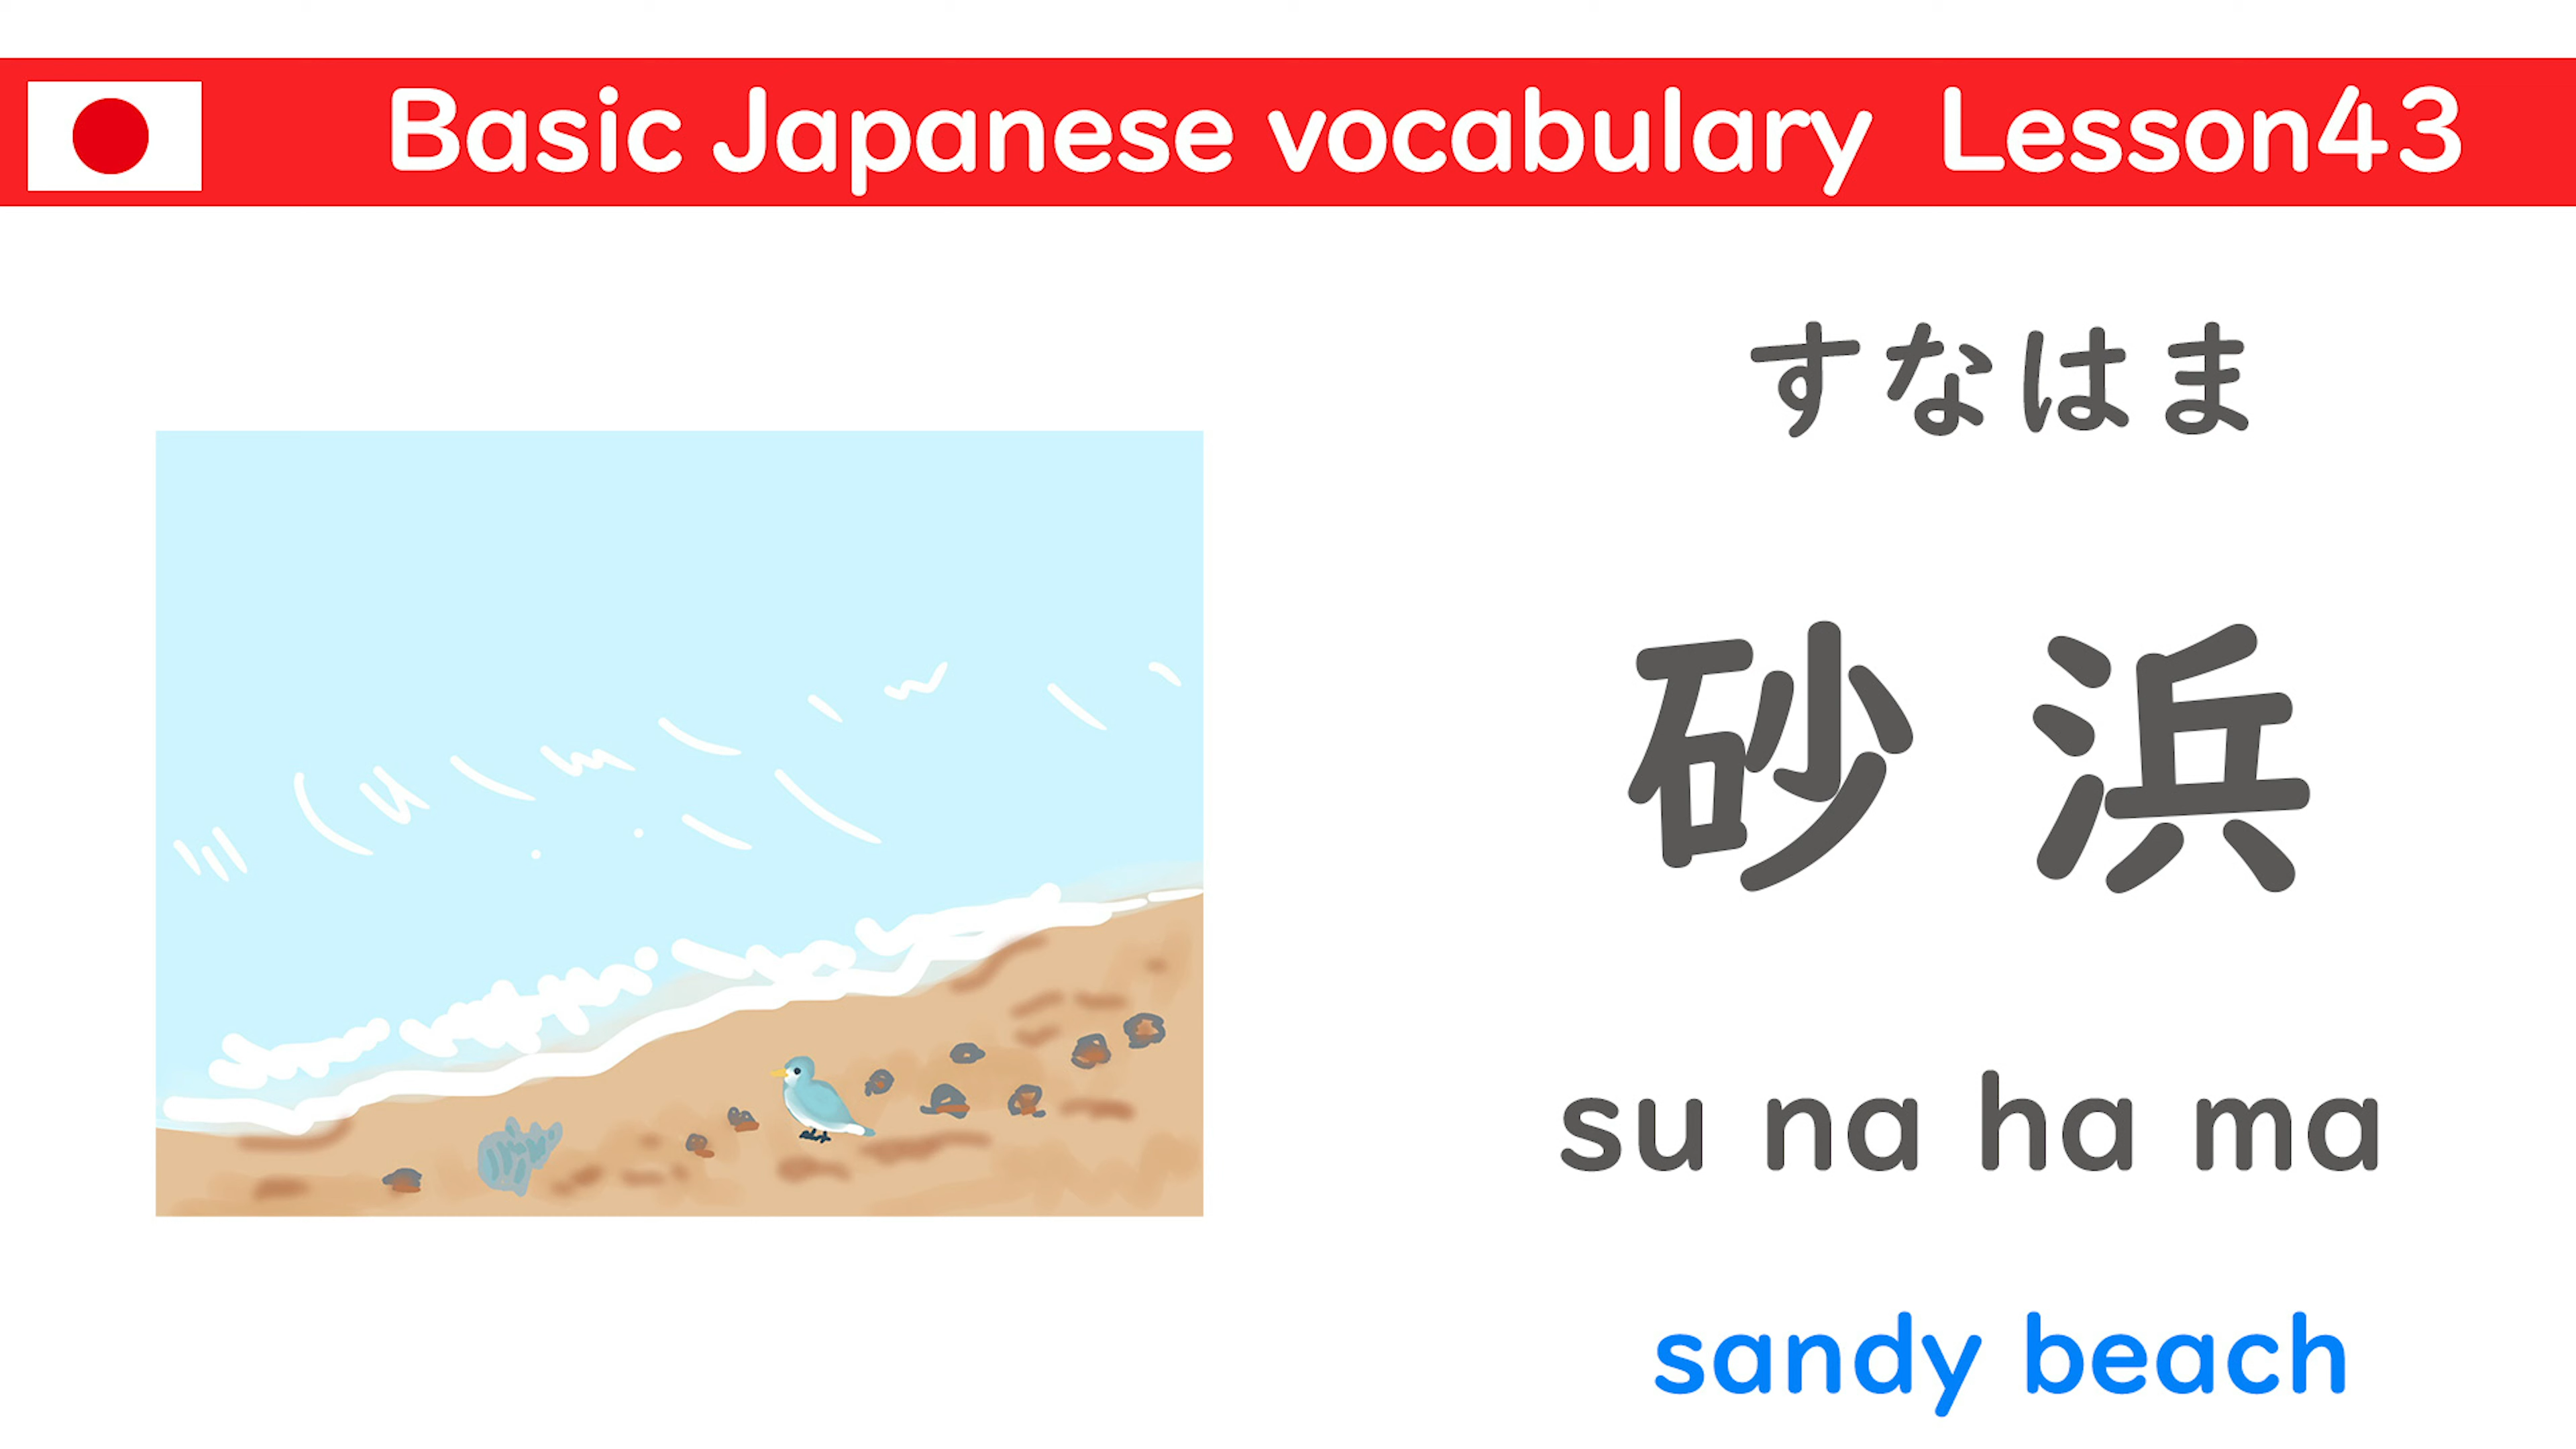 Basic Japanese vocabulary Lesson43
すなはま
砂浜
su na ha ma
sandy beach